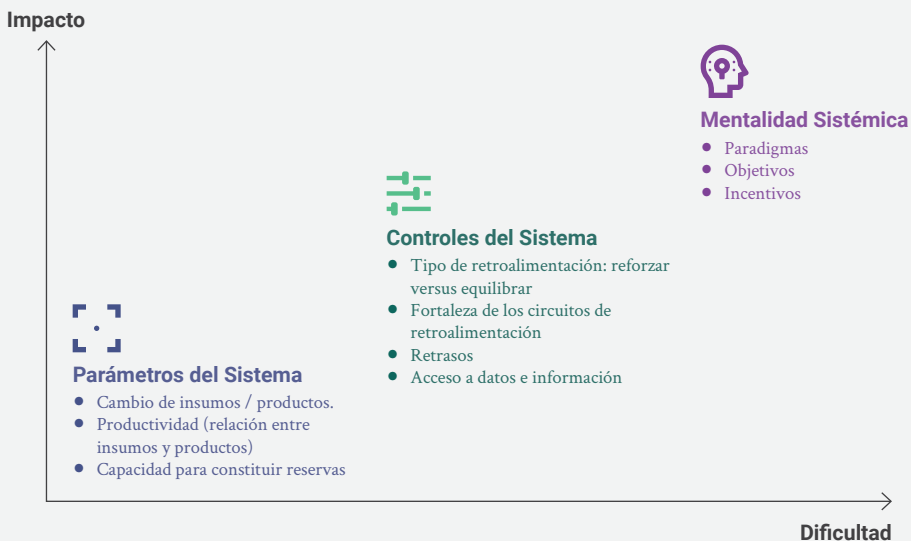 Impacto
Mentalidad Sistémica
Paradigmas
Objetivos
Incentivos
Controles del Sistema
Tipo de retroalimentación: reforzar
versus equilibrar
Fortaleza de los circuitos de
retroalimentación
Retrasos
Acceso a datos e información
Parámetros del Sistema
Cambio de insumos / productos.
Productividad (relación entre
insumos y productos)
Capacidad para constituir reservas
Dificultad